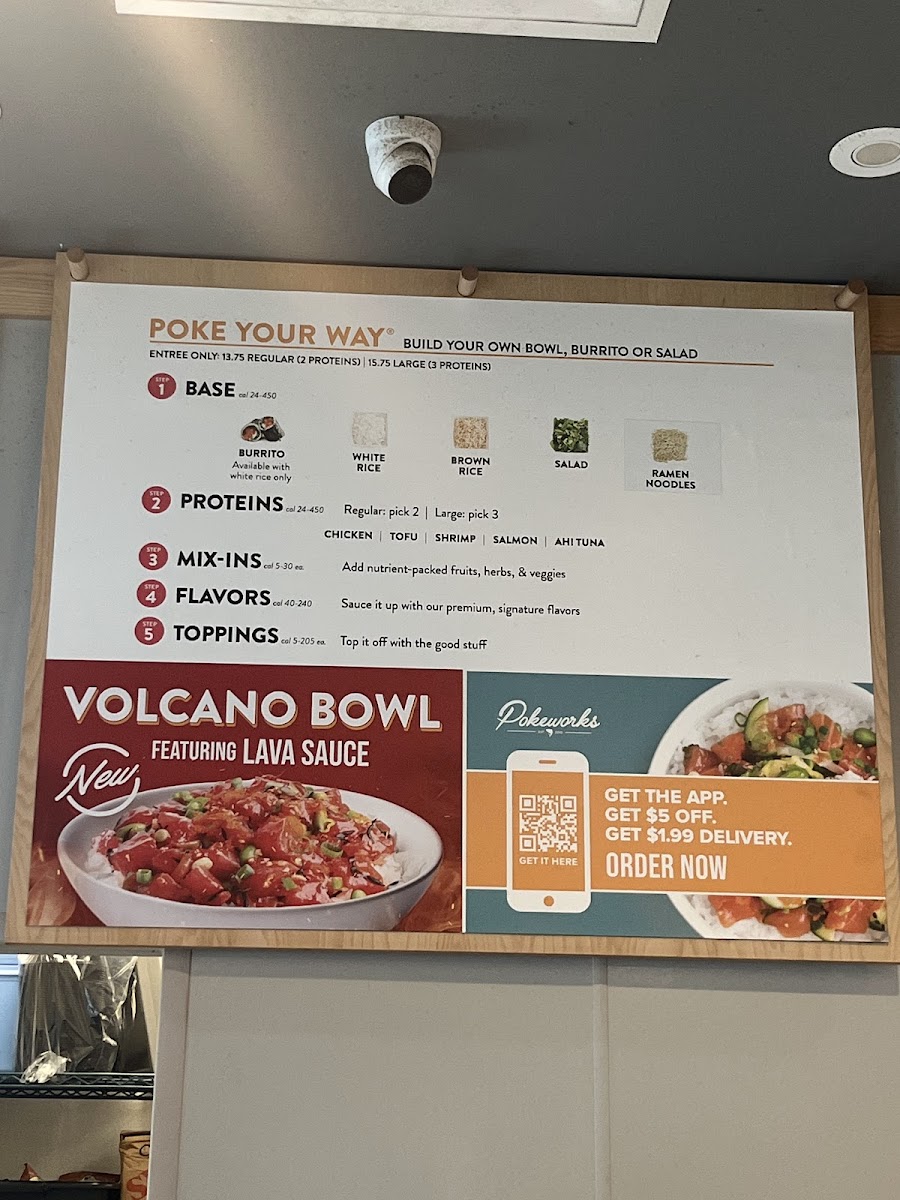 POKE YOUR WAY® BUILD YOUR OWN BOWL, BURRITO OR SALAD
ENTREE ONLY: 13.75 REGULAR (2 PROTEINS) | 15.75 LARGE (3 PROTEINS)
STEP 1 BASE cal 24-450
BURRITO
Available with
white rice only
WHITE
RICE
BROWN
RICE
SALAD
RAMEN
NOODLES
STEP 2 PROTEINS cal 24-450 Regular: pick 2 | Large: pick 3
CHICKEN | TOFU | SHRIMP | SALMON | AHI TUNA
STEP 3 MIX-INS cal 5-30 ea. Add nutrient-packed fruits, herbs, & veggies
STEP 4 FLAVORS cal 40-240 Sauce it up with our premium, signature flavors
STEP 5 TOPPINGS cal 5-205 ea. Top it off with the good stuff
VOLCANO BOWL
FEATURING LAVA SAUCE
New
Pokeworks
GET IT HERE
GET THE APP.
GET $5 OFF.
GET $1.99 DELIVERY.
ORDER NOW